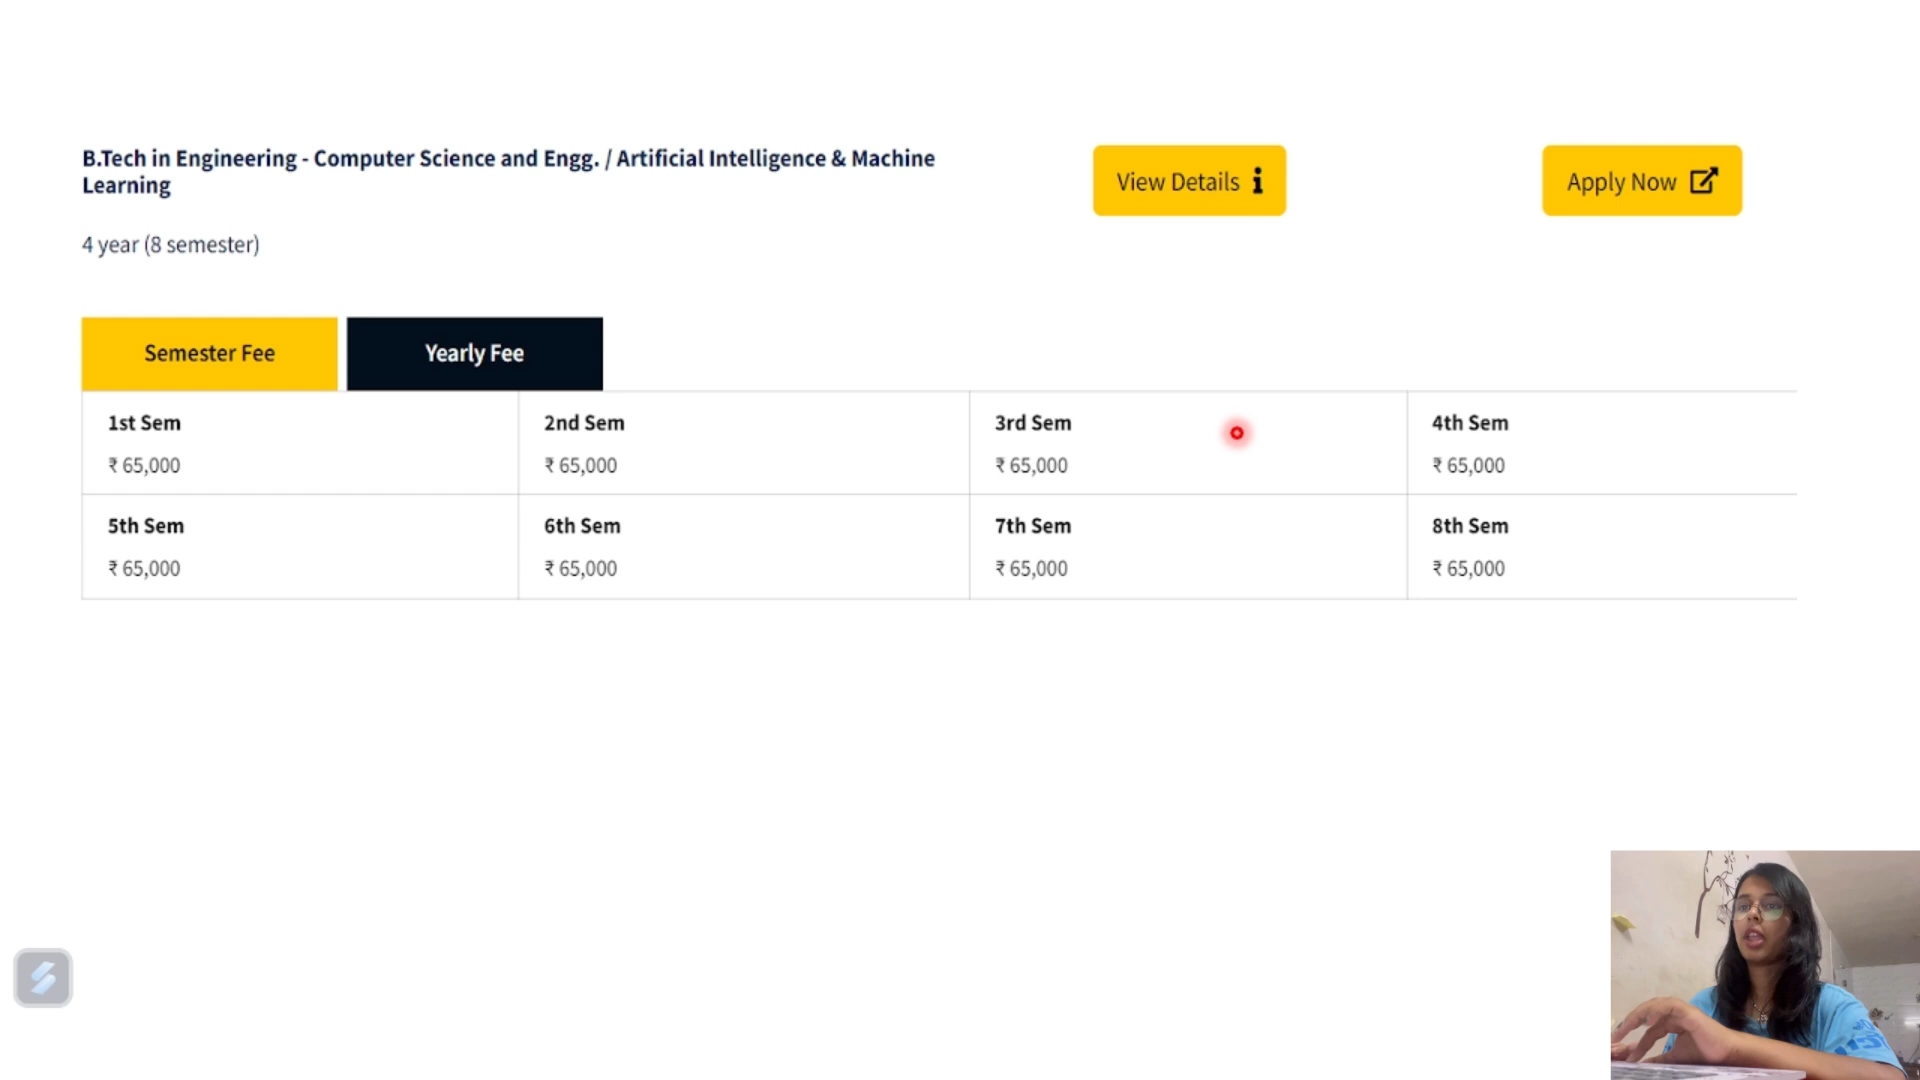 B.Tech in Engineering - Computer Science and Engg. / Artificial Intelligence & Machine
Learning
View Details
Apply Now
4 year (8 semester)
Semester Fee
Yearly Fee
1st Sem
2nd Sem
3rd Sem
4th Sem
₹ 65,000
₹ 65,000
₹ 65,000
₹ 65,000
5th Sem
6th Sem
7th Sem
8th Sem
₹ 65,000
₹ 65,000
₹ 65,000
₹ 65,000